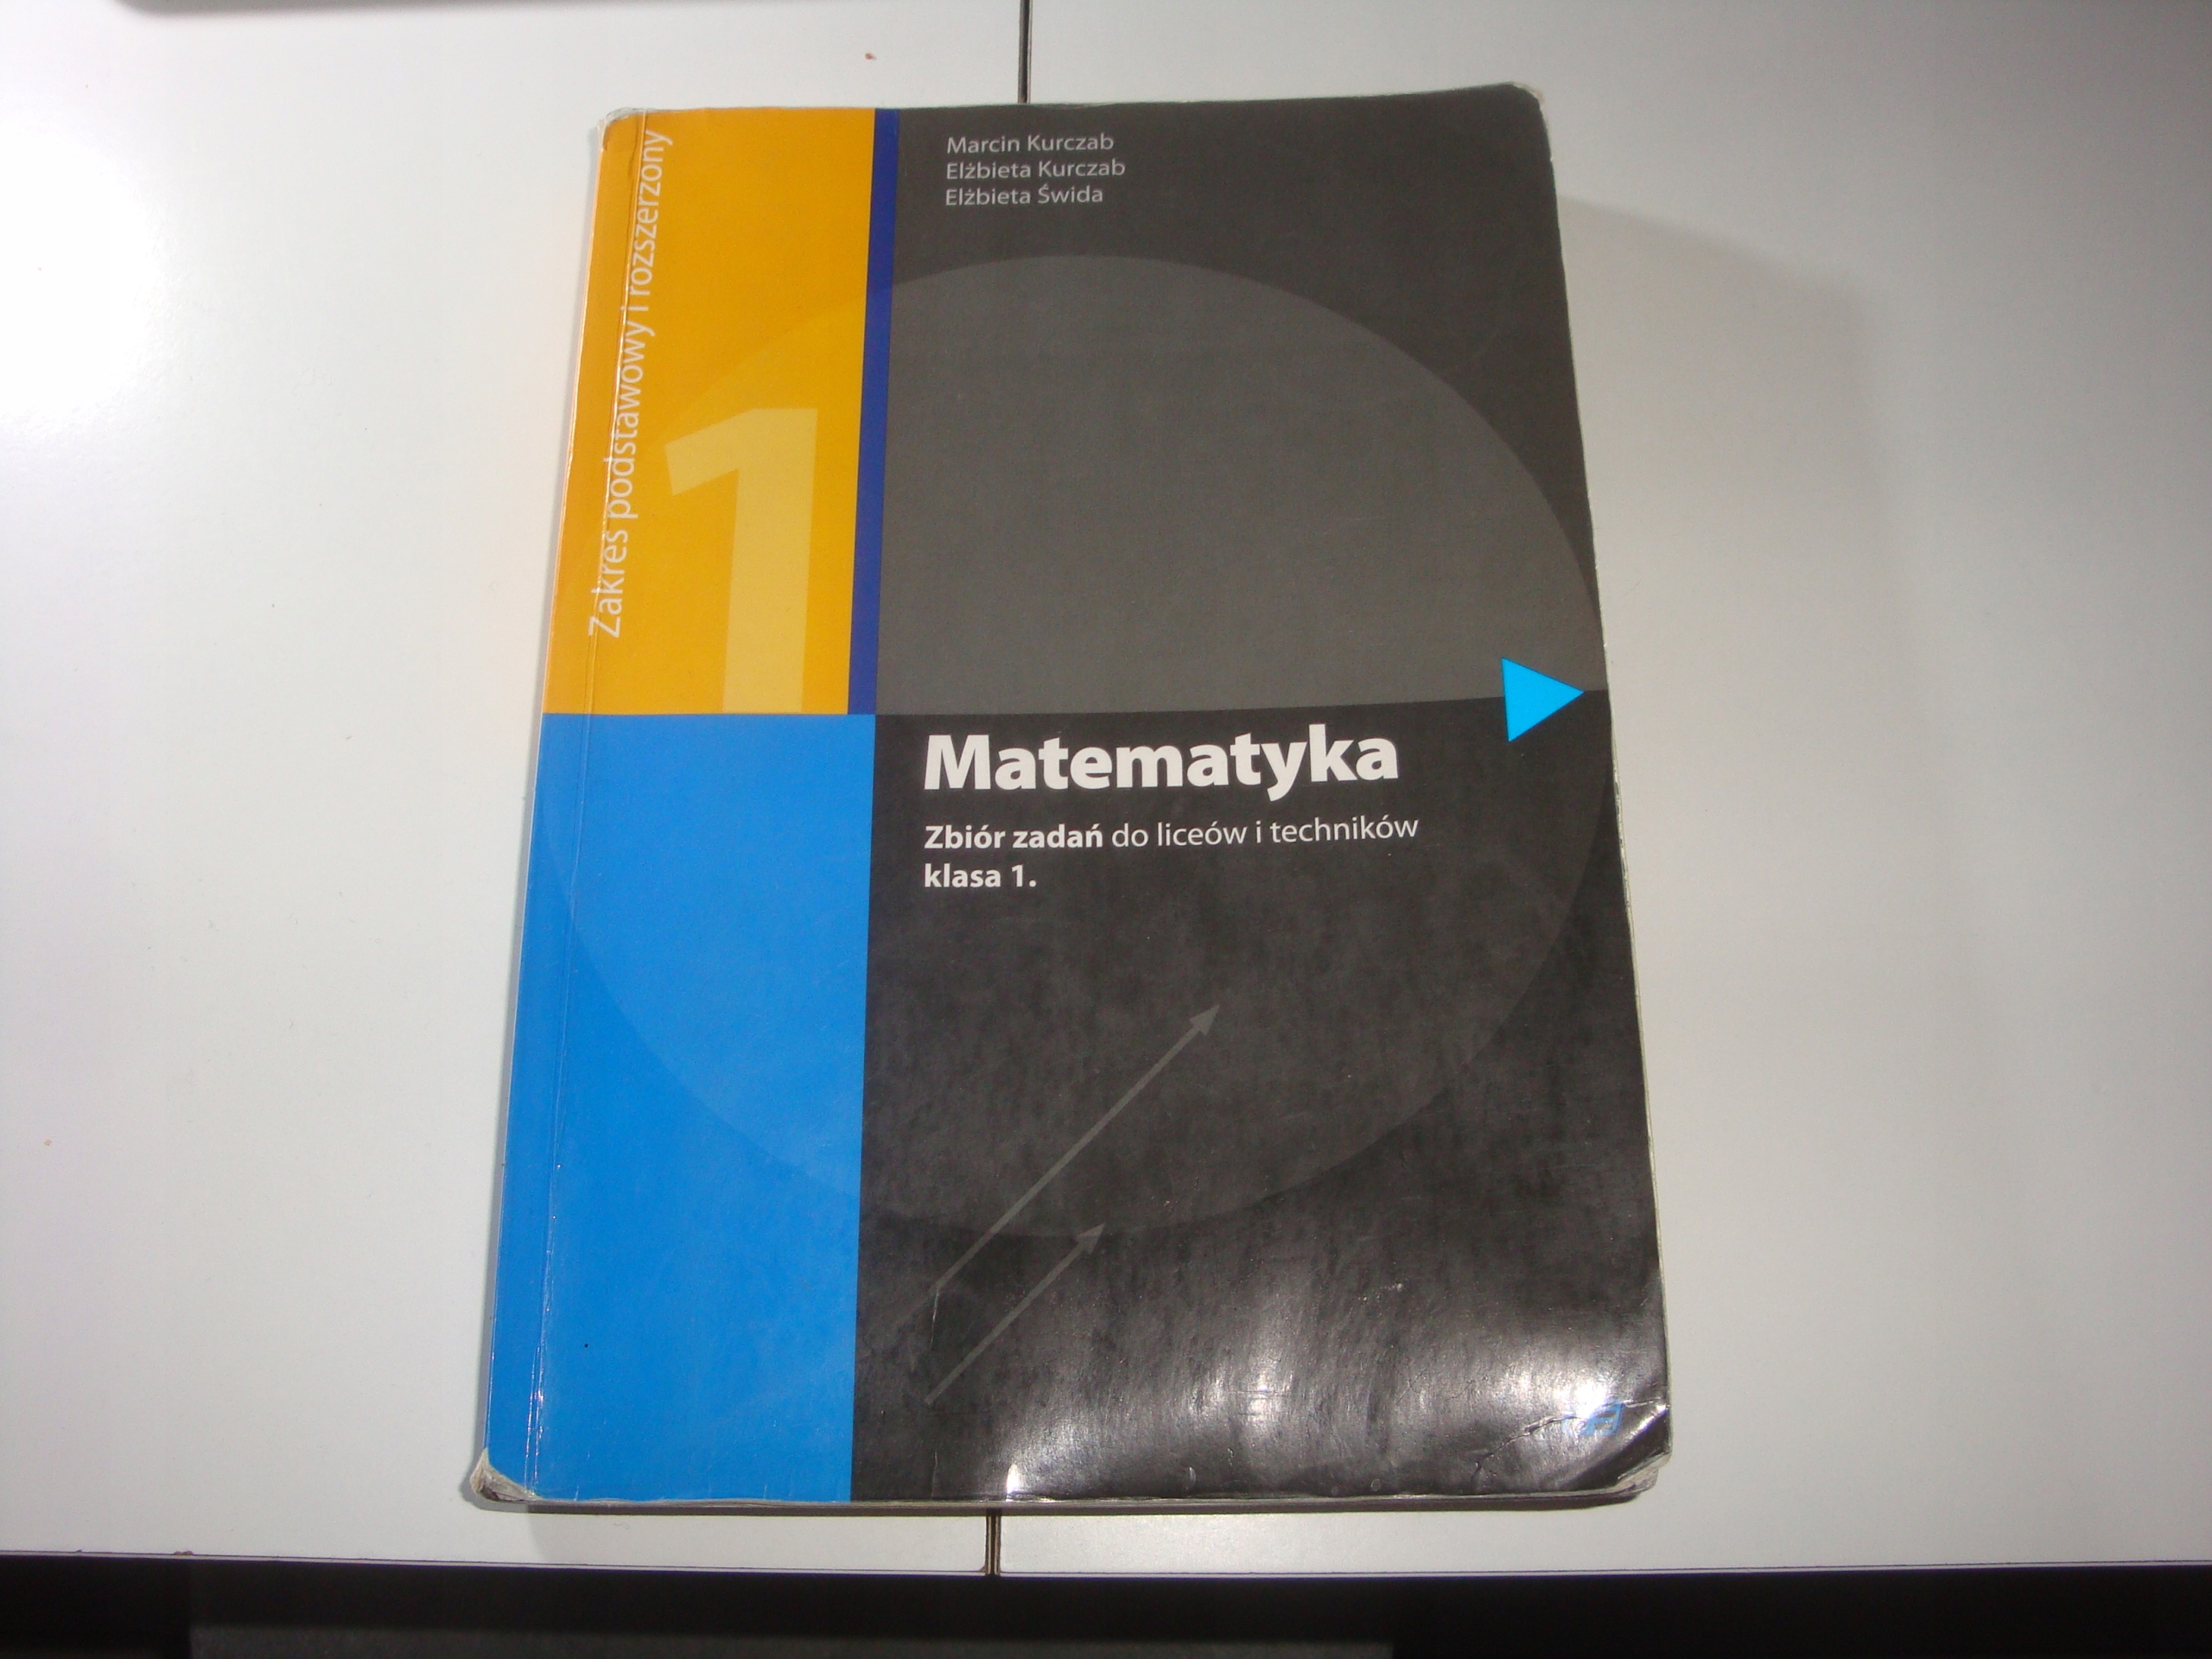 Marcin Kurczab
Elżbieta Kurczab
Elżbieta Świda
Zakres podstawowy i rozszerzony
1
Matematyka
Zbiór zadań do liceów i techników
klasa 1.